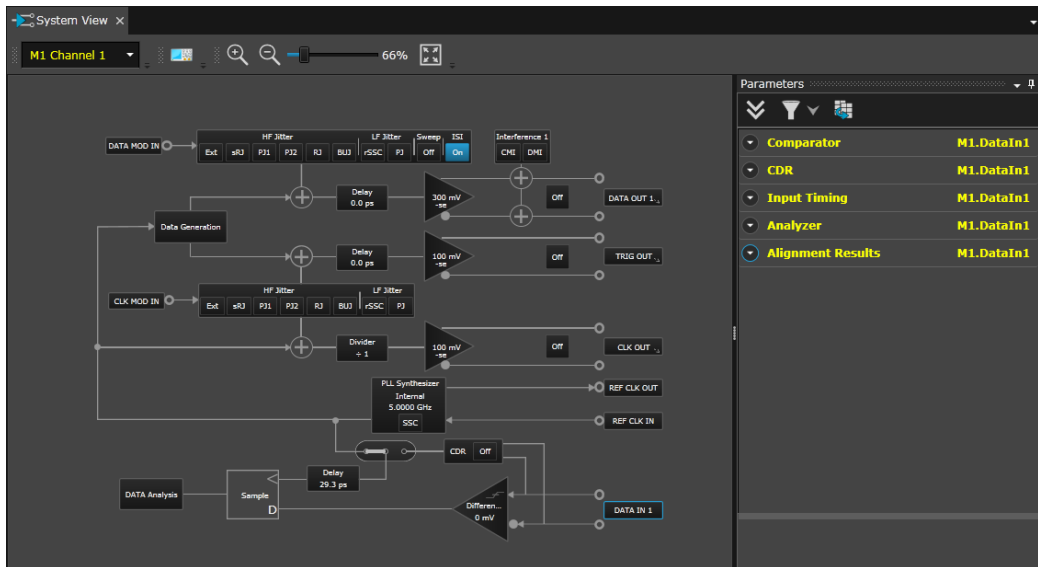 System View ×
M1 Channel 1
66%
Parameters
Comparator M1.DataIn1
CDR M1.DataIn1
Input Timing M1.DataIn1
Analyzer M1.DataIn1
Alignment Results M1.DataIn1
HF Jitter LF Jitter Sweep ISI Interference 1
DATA MOD IN Ext sRJ PJ1 PJ2 RJ BUJ rSSC PJ Off On CMI DMI
Delay
0.0 ps
300 mV
-se
Off
DATA OUT 1
Data Generation
Delay
0.0 ps
100 mV
-se
Off
TRIG OUT
HF Jitter LF Jitter
CLK MOD IN Ext sRJ PJ1 PJ2 RJ BUJ rSSC PJ
Divider
÷ 1
100 mV
-se
Off
CLK OUT
PLL Synthesizer
Internal
5.0000 GHz
SSC
REF CLK OUT
REF CLK IN
CDR Off
Delay
29.3 ps
DATA Analysis
Sample
D
Differen...
0 mV
DATA IN 1